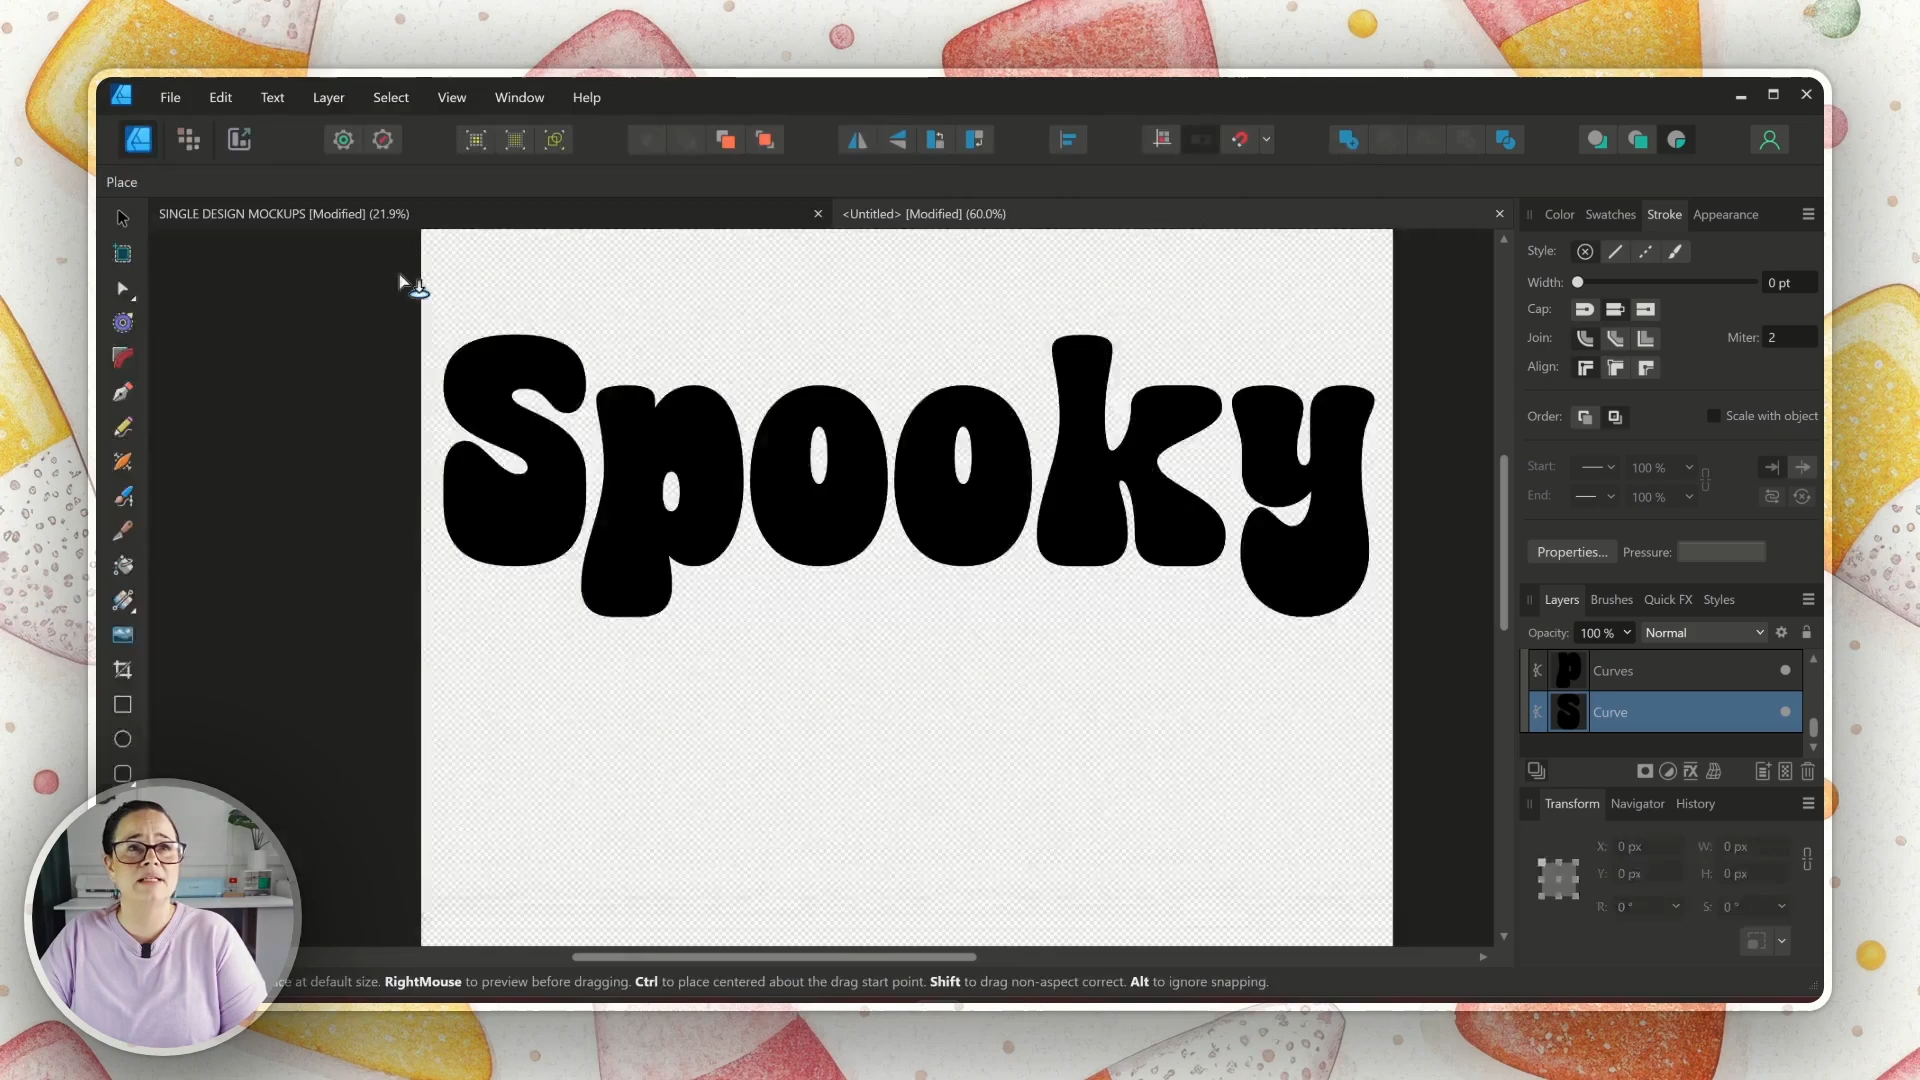 File Edit Text Layer Select View Window Help
Place
SINGLE DESIGN MOCKUPS [Modified] (21.9%)
<Untitled> [Modified] (60.0%)
Color Swatches Stroke Appearance
Style:
Width: 0 pt
Cap:
Join: Miter: 2
Align:
Order: Scale with object
Start: 100 %
End: 100 %
Properties... Pressure:
Spooky
Layers Brushes Quick FX Styles
Opacity: 100 % Normal
Curves
Curve
Transform Navigator History
X: 0 px W: 0 px
Y: 0 px H: 0 px
R: 0 ° S: 0 °
at default size. RightMouse to preview before dragging. Ctrl to place centered about the drag start point. Shift to drag non-aspect correct. Alt to ignore snapping.